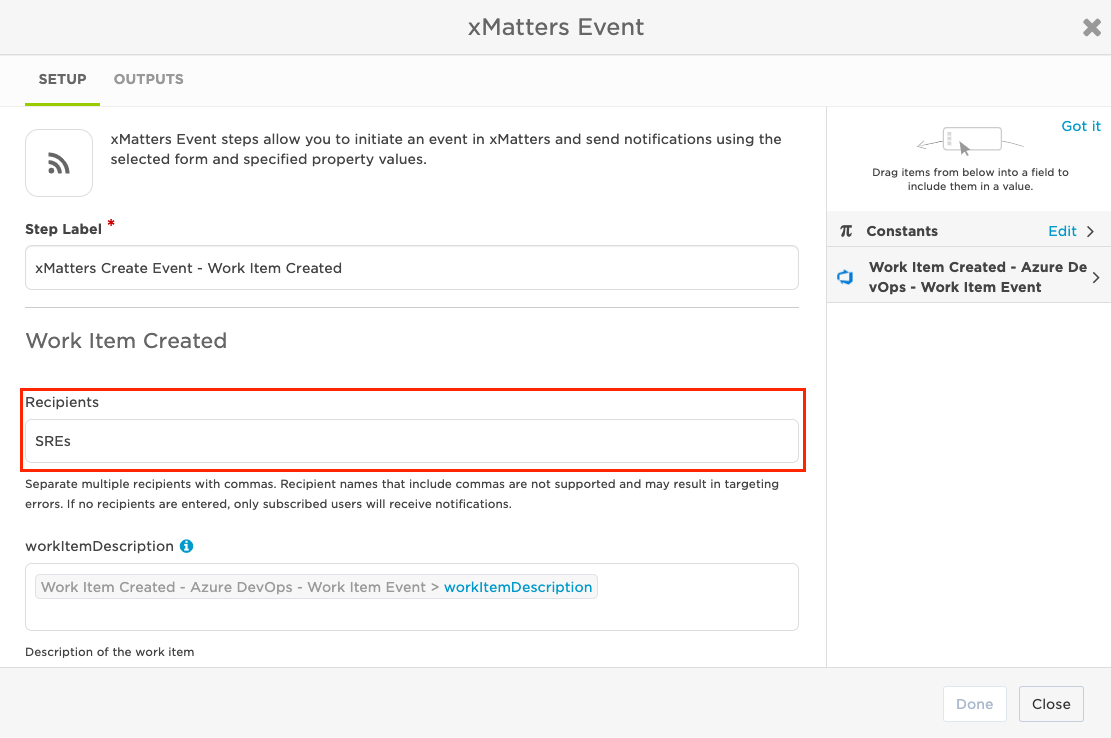 xMatters Event
SETUP
OUTPUTS
xMatters Event steps allow you to initiate an event in xMatters and send notifications using the
selected form and specified property values.
Step Label *
xMatters Create Event - Work Item Created
Work Item Created
Recipients
SREs
Separate multiple recipients with commas. Recipient names that include commas are not supported and may result in targeting
errors. If no recipients are entered, only subscribed users will receive notifications.
workItemDescription
Work Item Created - Azure DevOps - Work Item Event > workItemDescription
Description of the work item
Got it
Drag items from below into a field to
include them in a value.
π Constants Edit
Work Item Created - Azure De
vOps - Work Item Event
Done
Close